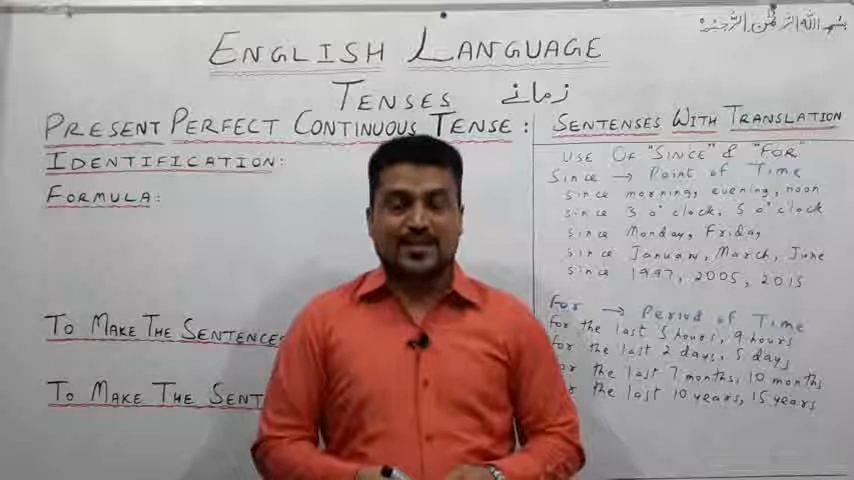 بسم الله الرحمن الرحيم
ENGLISH LANGUAGE
TENSES زمانے
PRESENT PERFECT CONTINUOUS TENSE:
IDENTIFICATION:
FORMULA:
TO MAKE THE SENTENCES
TO MAKE THE SENT
SENTENCES WITH TRANSLATION
USE OF "SINCE" & "FOR"
Since → Point of Time
since morning, evening, noon
since 3 o'clock, 5 o'clock
since Monday, Friday
since January, March, June
since 1997, 2005, 2015
For → Period of Time
for the last 5 hours, 9 hours
for the last 2 days, 5 days
the last 7 months, 10 months
the last 10 years, 15 years